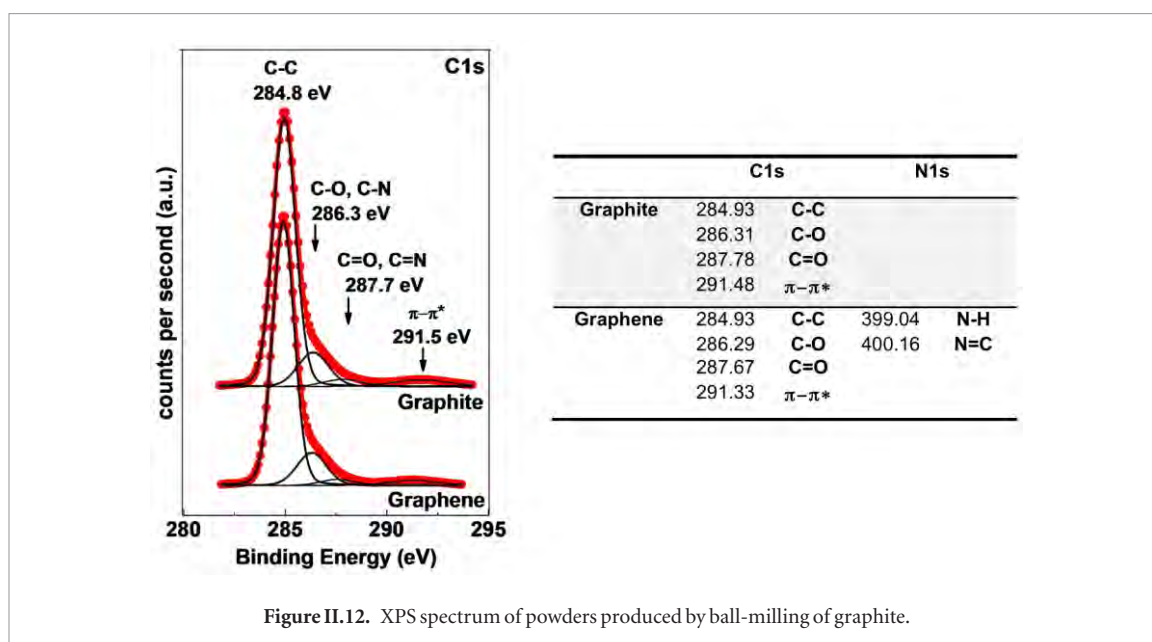 C1s
C-C
284.8 eV
C-O, C-N
286.3 eV
C=O, C=N
287.7 eV
π–π*
291.5 eV
Graphite
Graphene
counts per second (a.u.)
280 285 290 295
Binding Energy (eV)
C1s N1s
Graphite 284.93 C-C
286.31 C-O
287.78 C=O
291.48 π–π*
Graphene 284.93 C-C 399.04 N-H
286.29 C-O 400.16 N=C
287.67 C=O
291.33 π–π*
Figure II.12. XPS spectrum of powders produced by ball-milling of graphite.